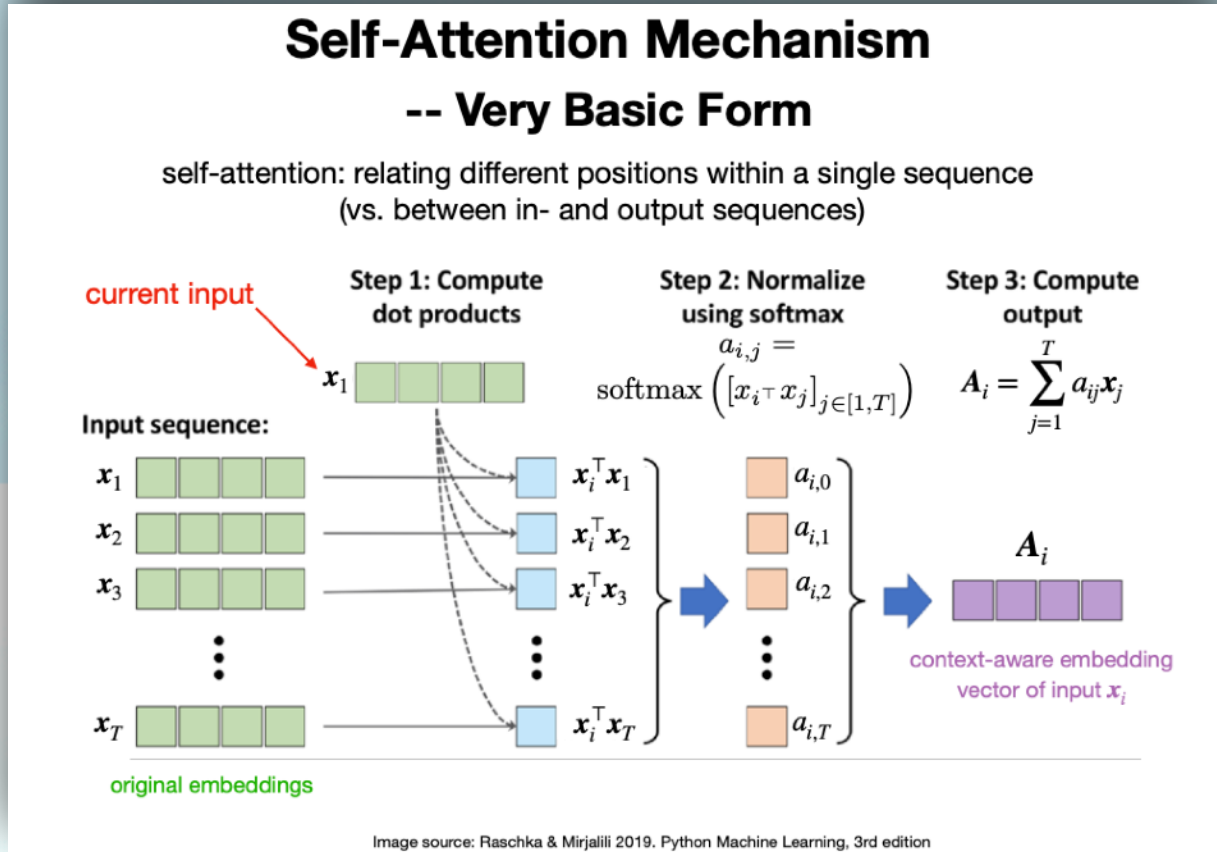 Self-Attention Mechanism
-- Very Basic Form
self-attention: relating different positions within a single sequence
(vs. between in- and output sequences)
current input
Step 1: Compute
dot products
Step 2: Normalize
using softmax
a_{i,j} =
softmax ([x_{i^⊤} x_j]_{j∈[1,T]})
Step 3: Compute
output
A_i = ∑_{j=1}^{T} a_{ij}x_j
x_1
Input sequence:
x_1
x_i^⊤ x_1
a_{i,0}
x_2
x_i^⊤ x_2
a_{i,1}
x_3
x_i^⊤ x_3
a_{i,2}
A_i
context-aware embedding
vector of input x_i
x_T
x_i^⊤ x_T
a_{i,T}
original embeddings
Image source: Raschka & Mirjalili 2019. Python Machine Learning, 3rd edition